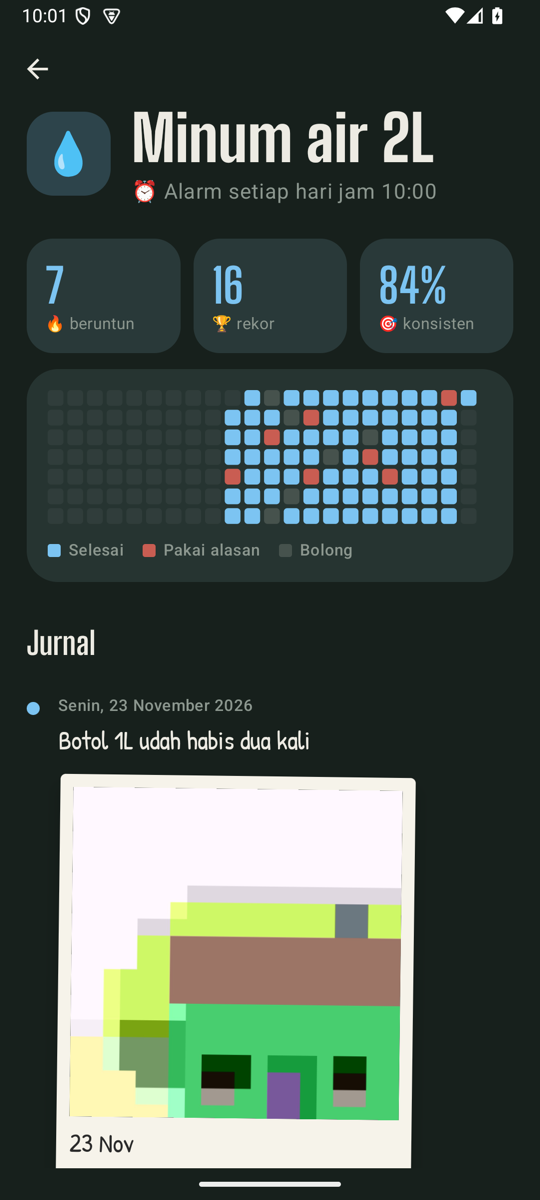 10:01
Minum air 2L
⏰ Alarm setiap hari jam 10:00
7
🔥 beruntun
16
🏆 rekor
84%
🎯 konsisten
Selesai
Pakai alasan
Bolong
Jurnal
Senin, 23 November 2026
Botol 1L udah habis dua kali
23 Nov